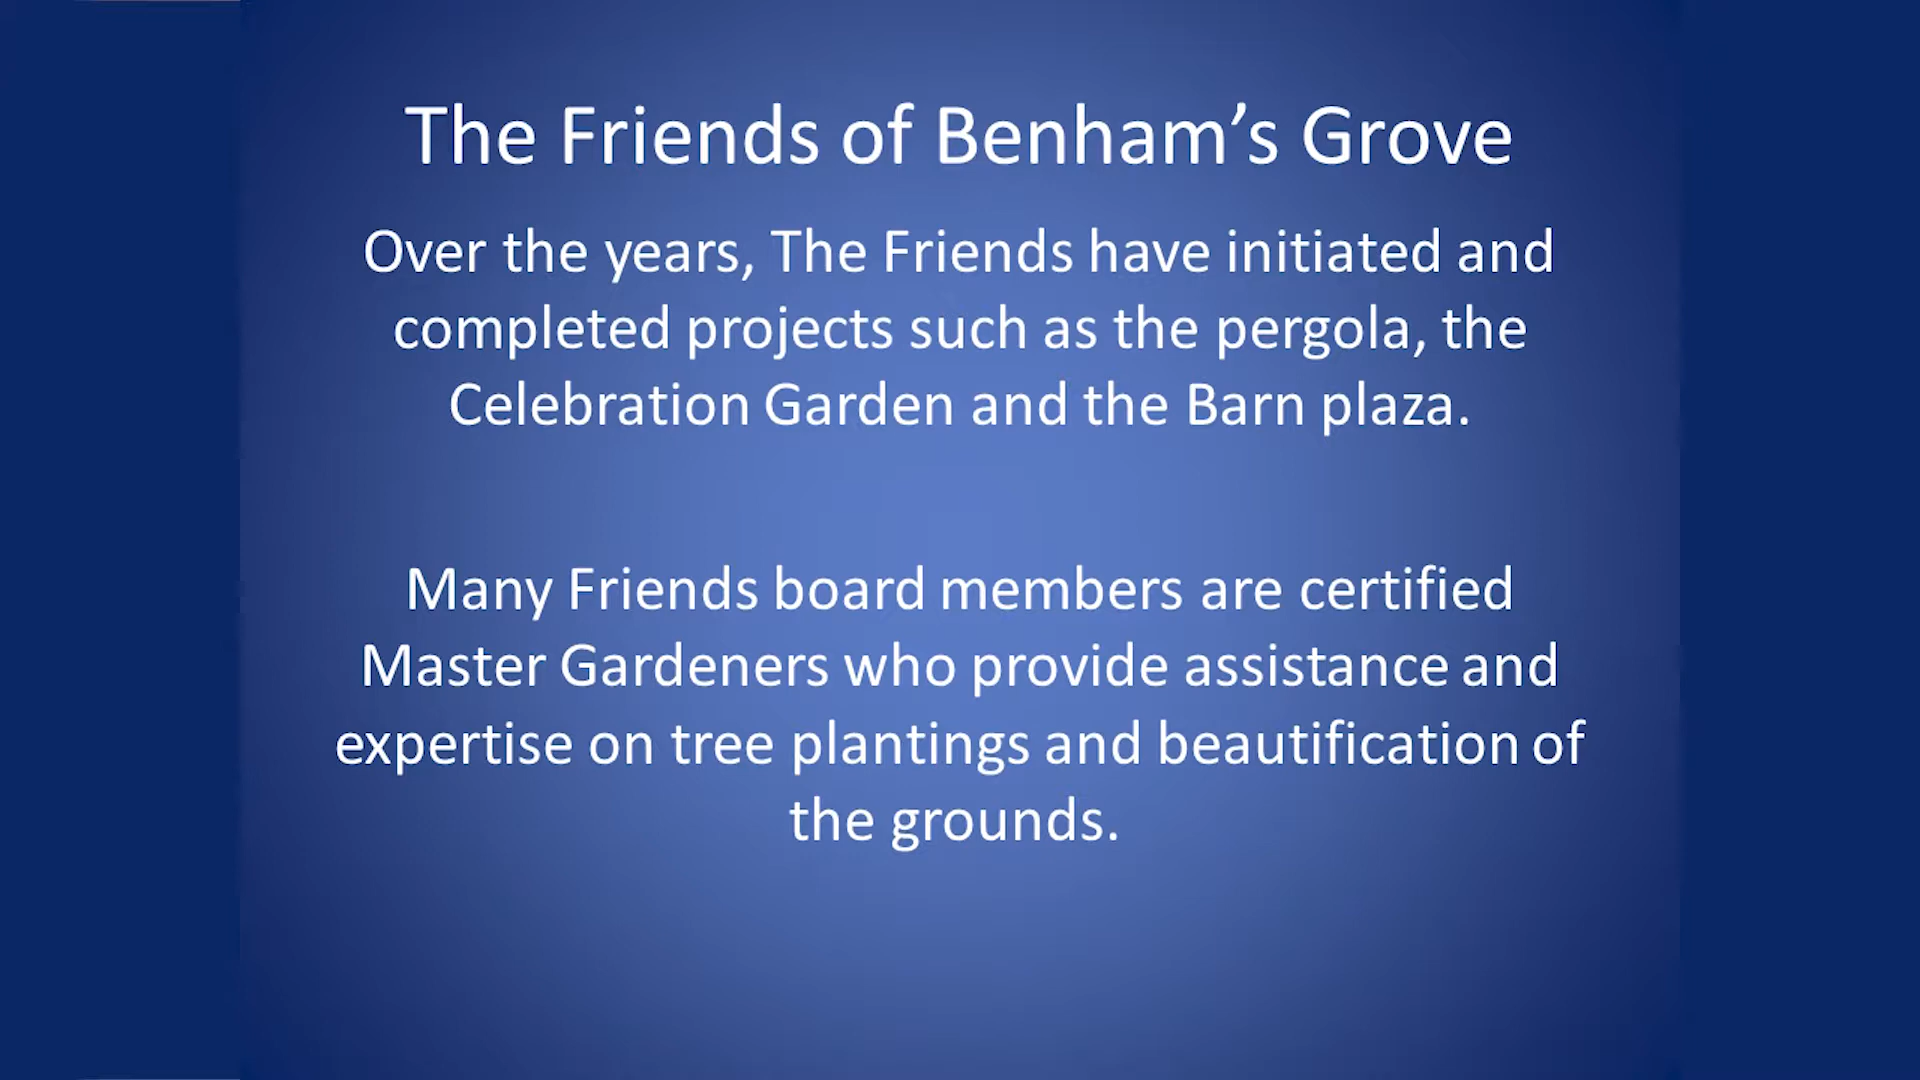 The Friends of Benham’s Grove
Over the years, The Friends have initiated and
completed projects such as the pergola, the
Celebration Garden and the Barn plaza.
Many Friends board members are certified
Master Gardeners who provide assistance and
expertise on tree plantings and beautification of
the grounds.